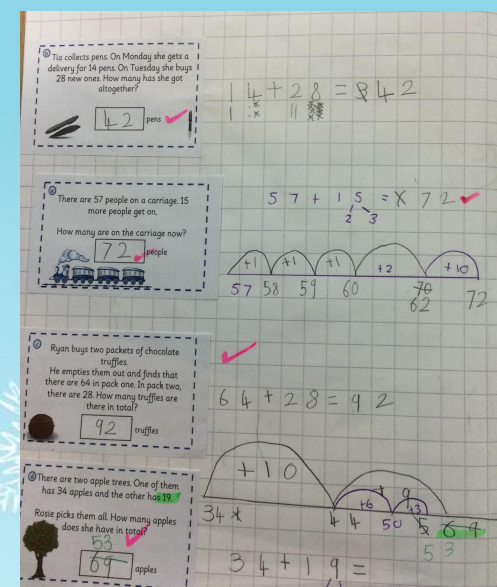 b Tia collects pens. On Monday she gets a
delivery for 14 pens. On Tuesday she buys
28 new ones. How many has she got
altogether?
42 pens
14 + 28 = 42
c There are 57 people on a carriage. 15
more people get on.
How many are on the carriage now?
72 people
57 + 15 = 72
2 3
+1 +1 +1 +2 +10
57 58 59 60 70 72
62
Ryan buys two packets of chocolate
truffles.
He empties them out and finds that
there are 64 in pack one. In pack two,
there are 28. How many truffles are
there in total?
92 truffles
64 + 28 = 92
d There are two apple trees. One of them
has 34 apples and the other has 19.
Rosie picks them all. How many apples
does she have in total?
53
69 apples
+10 + 9
+6 +3
34 44 50
53
34 + 19 =